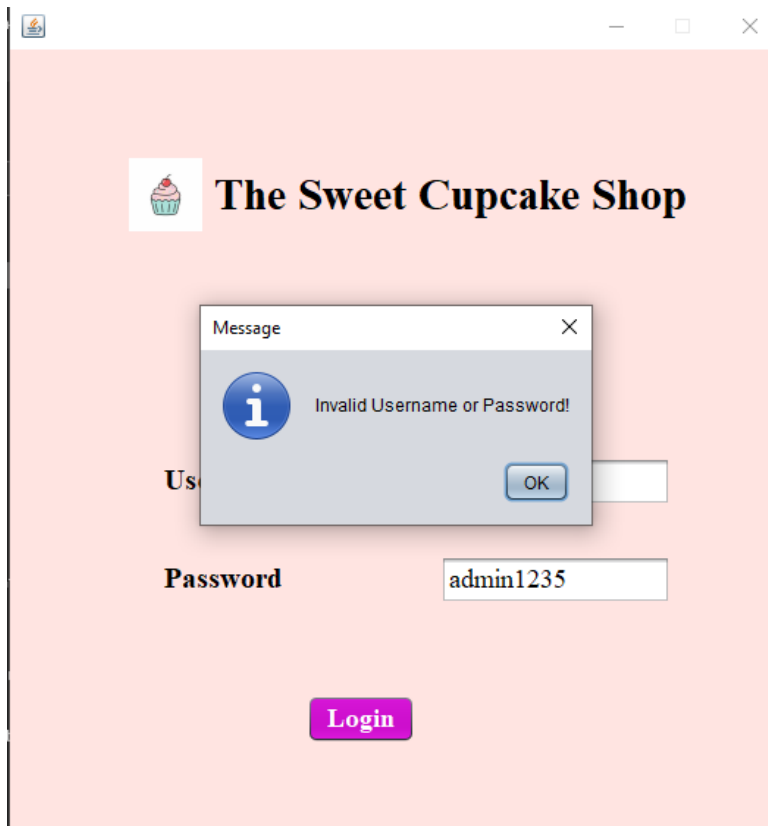 The Sweet Cupcake Shop
Message
Invalid Username or Password!
OK
Password
admin1235
Login